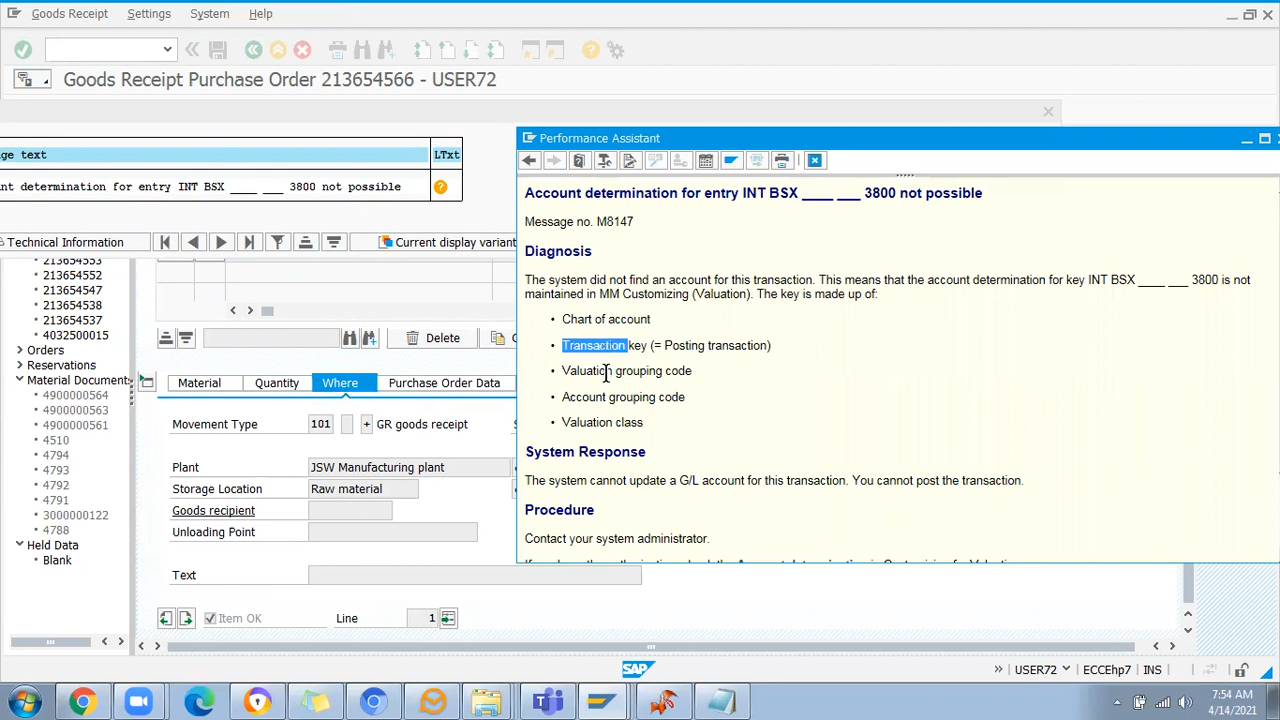 Goods Receipt Settings System Help
Goods Receipt Purchase Order 213654566 - USER72
ge text LTxt
nt determination for entry INT BSX ____ ___ 3800 not possible
Technical Information Current display variant
213654553
213654552
213654547
213654538
213654537
4032500015
Orders
Reservations
Material Document
4900000564
4900000563
4900000561
4510
4794
4793
4792
4791
3000000122
4788
Held Data
Blank
Delete
Material Quantity Where Purchase Order Data
Movement Type 101 + GR goods receipt
Plant JSW Manufacturing plant
Storage Location Raw material
Goods recipient
Unloading Point
Text
Item OK Line 1
Performance Assistant
Account determination for entry INT BSX ____ ___ 3800 not possible
Message no. M8147
Diagnosis
The system did not find an account for this transaction. This means that the account determination for key INT BSX ____ ___ 3800 is not
maintained in MM Customizing (Valuation). The key is made up of:
• Chart of account
• Transaction key (= Posting transaction)
• Valuation grouping code
• Account grouping code
• Valuation class
System Response
The system cannot update a G/L account for this transaction. You cannot post the transaction.
Procedure
Contact your system administrator.
SAP
USER72 ECCEhp7 INS
7:54 AM
4/14/2021